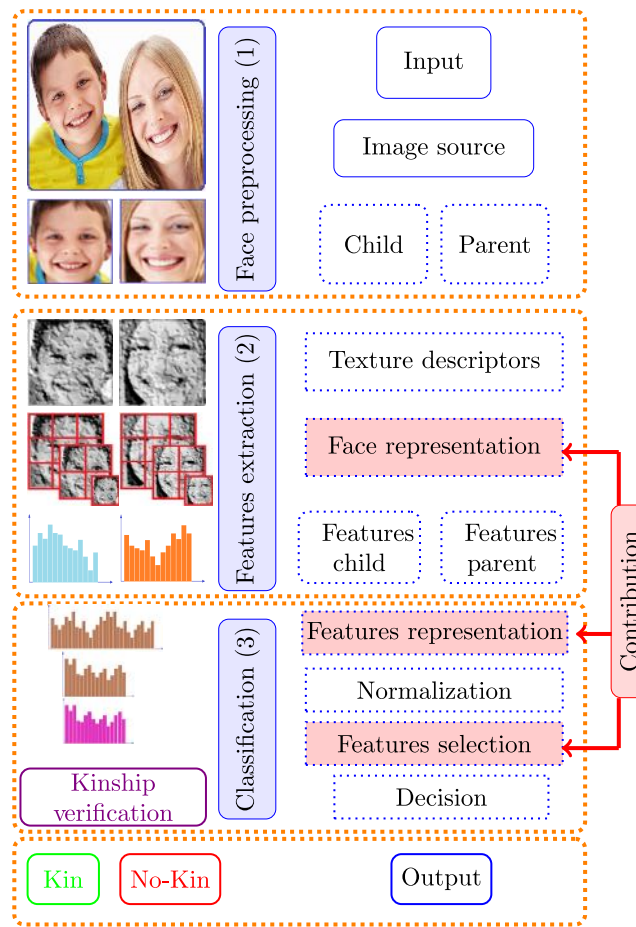 Face preprocessing (1)
Input
Image source
Child
Parent
Features extraction (2)
Texture descriptors
Face representation
Features
child
Features
parent
Contribution
Classification (3)
Features representation
Normalization
Features selection
Decision
Kinship
verification
Kin
No-Kin
Output